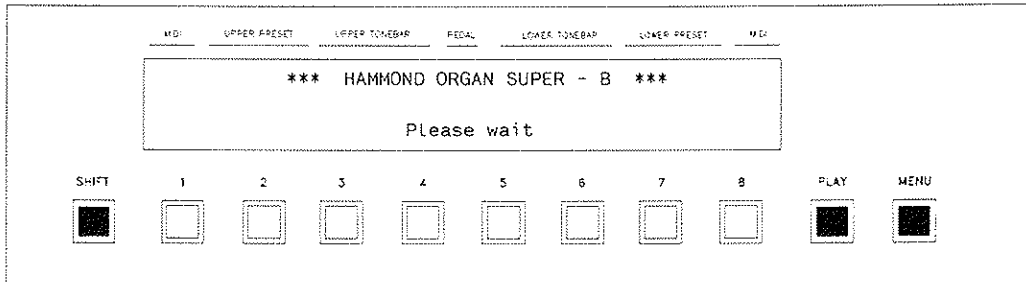 MIDI UPPER PRESET UPPER TONEBAR PEDAL LOWER TONEBAR LOWER PRESET MIDI
*** HAMMOND ORGAN SUPER - B ***
Please wait
SHIFT 1 2 3 4 5 6 7 8 PLAY MENU